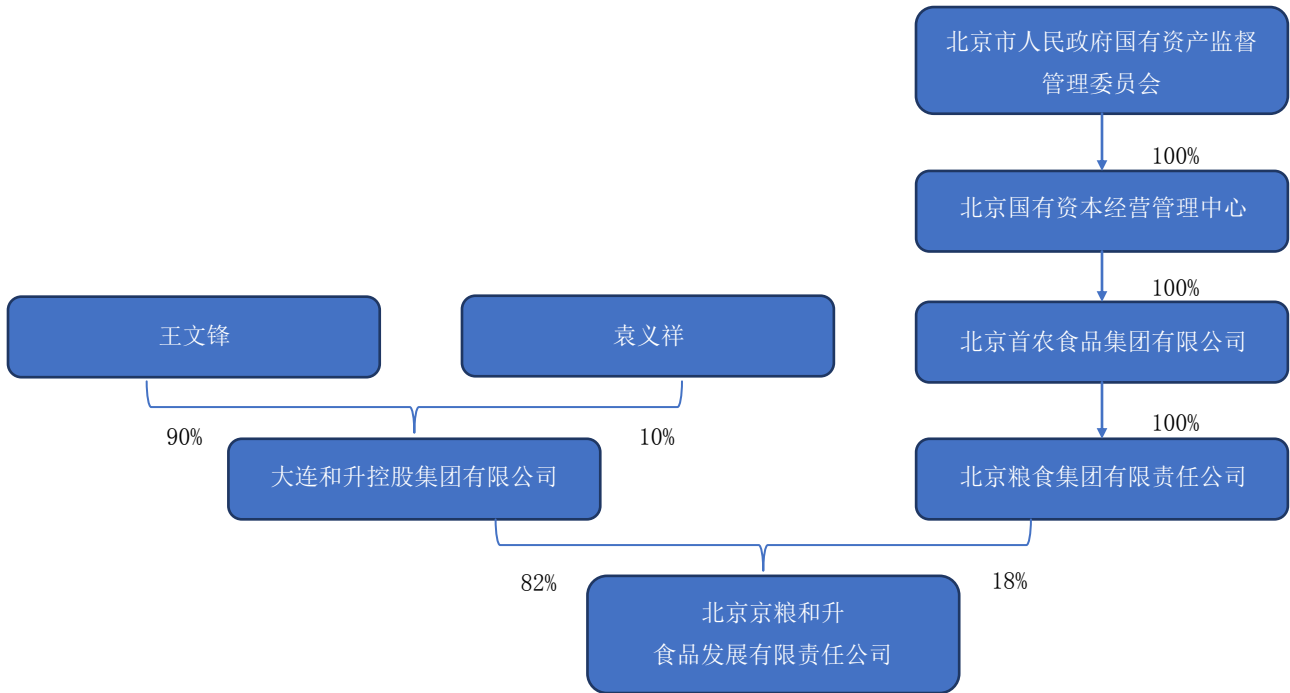 北京市人民政府国有资产监督
管理委员会
100%
北京国有资本经营管理中心
100%
王文锋
袁义祥
北京首农食品集团有限公司
90%
10%
100%
大连和升控股集团有限公司
北京粮食集团有限责任公司
82%
18%
北京京粮和升
食品发展有限责任公司